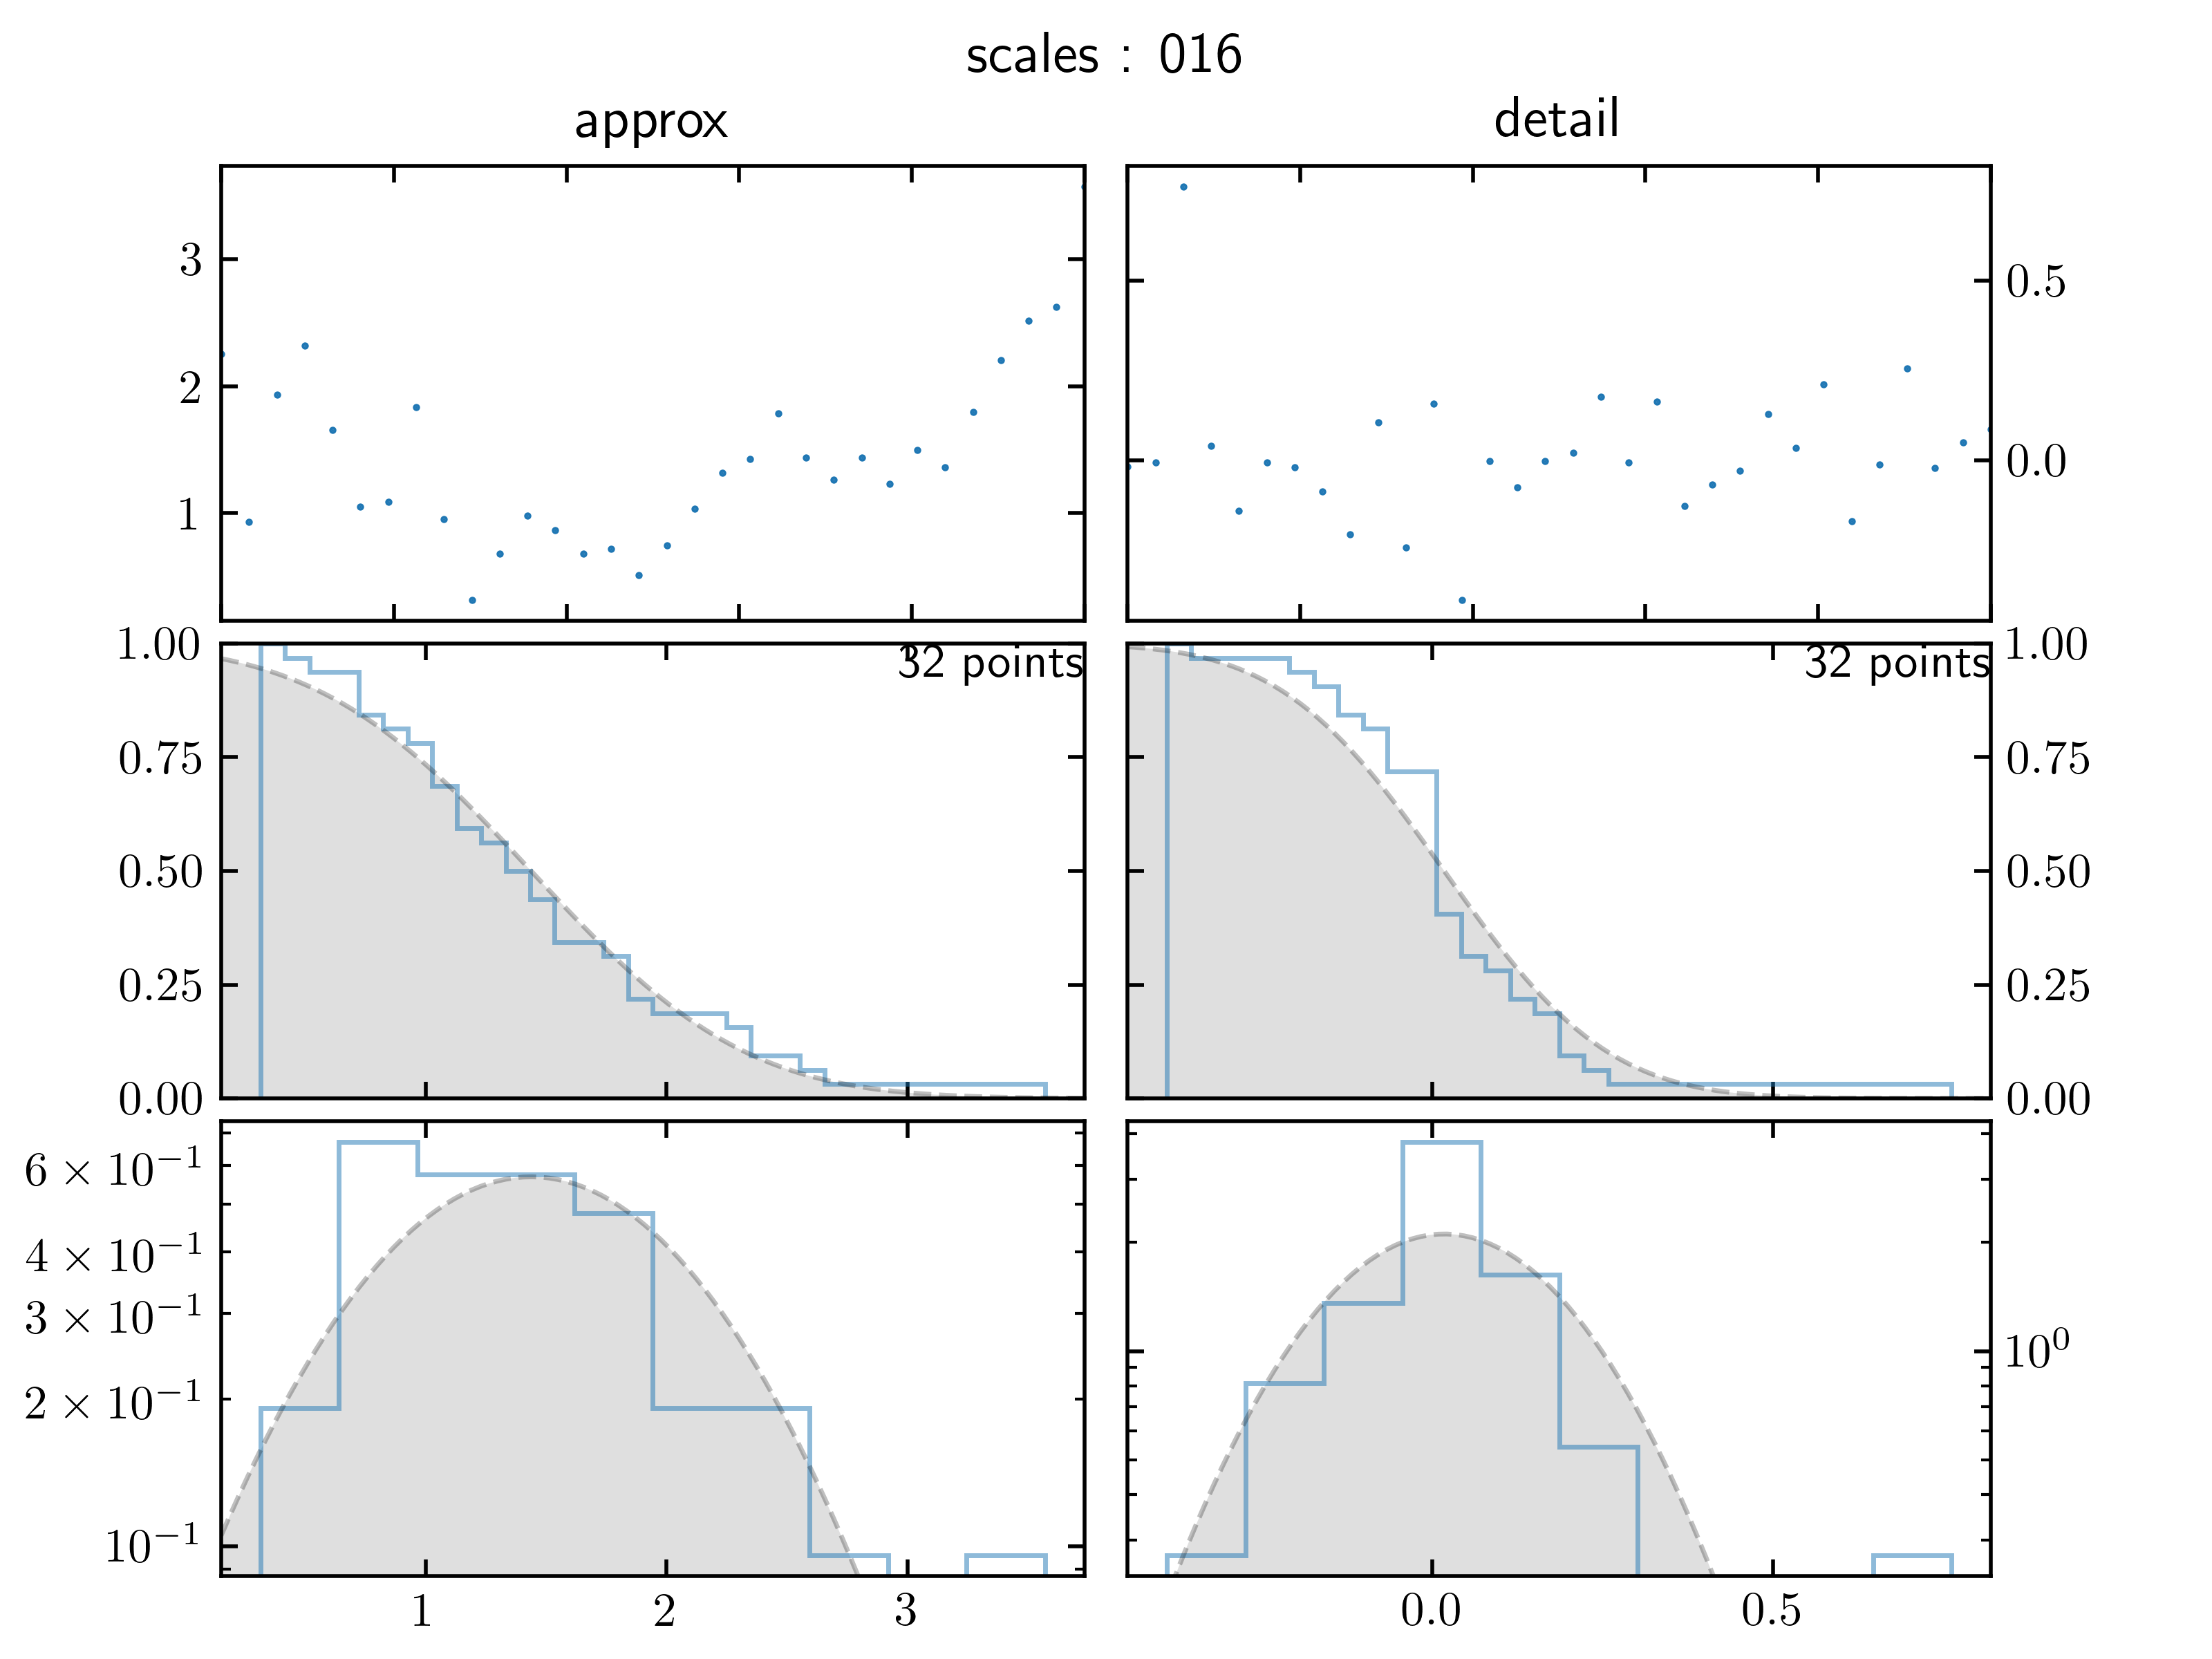 scales : 016
approx detail
3
2
1
0.5
0.0
1.00
0.75
0.50
0.25
0.00
32 points
32 points
1.00
0.75
0.50
0.25
0.00
6 × 10⁻¹
4 × 10⁻¹
3 × 10⁻¹
2 × 10⁻¹
10⁻¹
10⁰
1 2 3
0.0 0.5